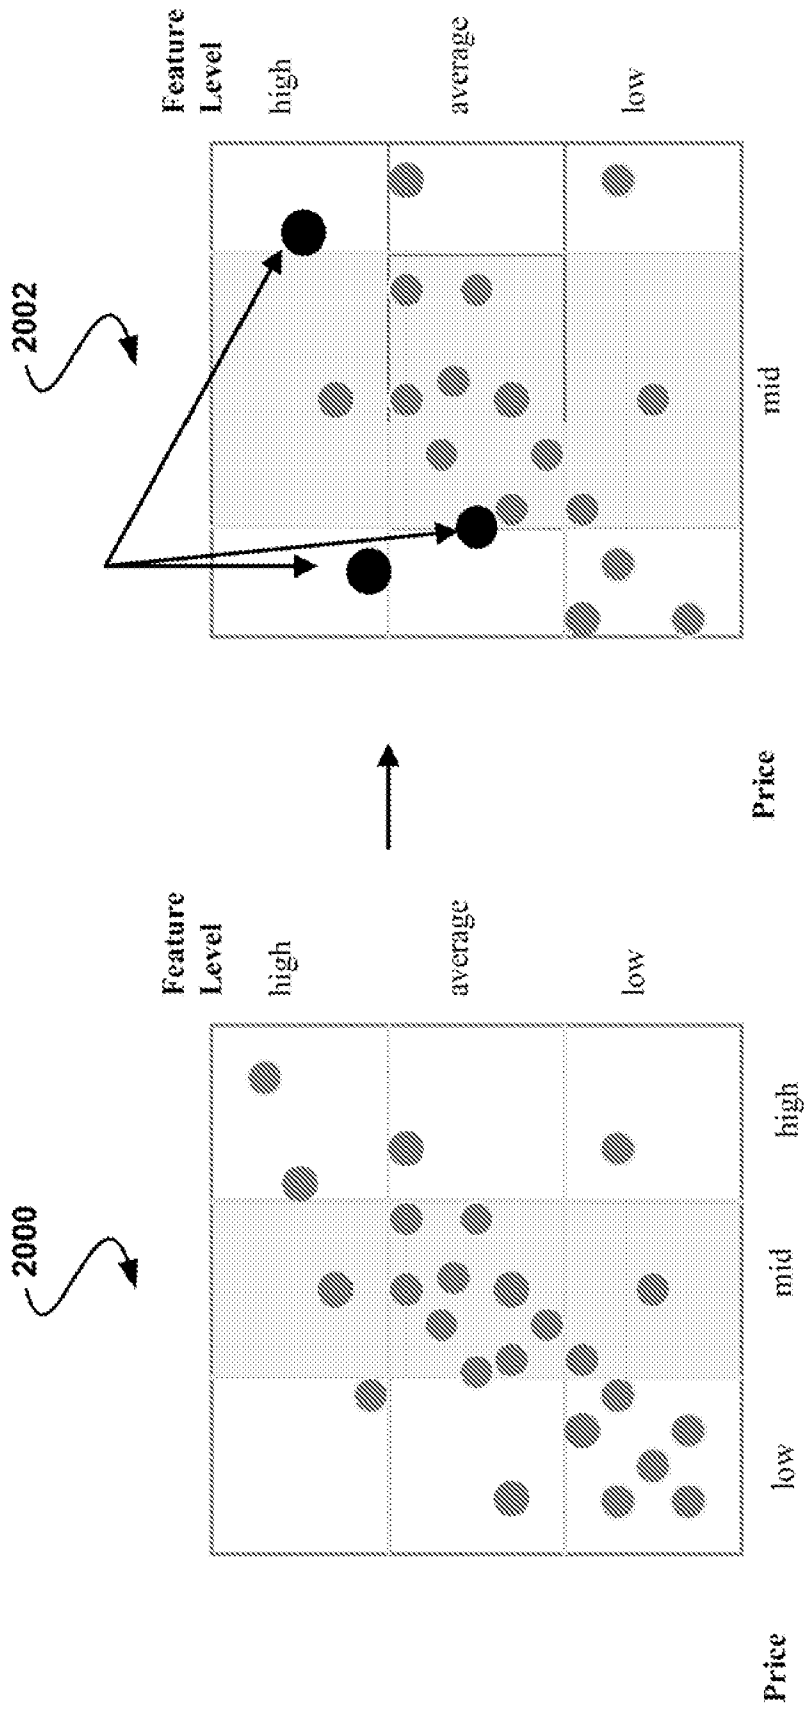 2000
Feature
Level
high
average
low
Price
low
mid
high
2002
Feature
Level
high
average
low
Price
mid